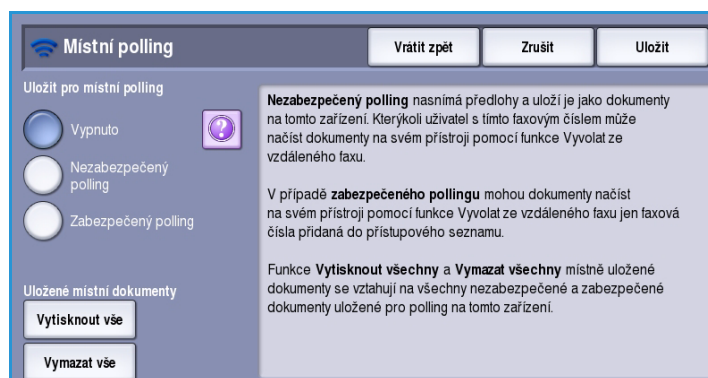 Místní polling
Vrátit zpět
Zrušit
Uložit
Uložit pro místní polling
Vypnuto
Nezabezpečený
polling
Zabezpečený polling
Uložené místní dokumenty
Vytisknout vše
Vymazat vše
Nezabezpečený polling nasnímá předlohy a uloží je jako dokumenty
na tomto zařízení. Kterýkoli uživatel s tímto faxovým číslem může
načíst dokumenty na svém přístroji pomocí funkce Vyvolat ze
vzdáleného faxu.
V případě zabezpečeného pollingu mohou dokumenty načíst
na svém přístroji pomocí funkce Vyvolat ze vzdáleného faxu jen faxová
čísla přidaná do přístupového seznamu.
Funkce Vytisknout všechny a Vymazat všechny místně uložené
dokumenty se vztahují na všechny nezabezpečené a zabezpečené
dokumenty uložené pro polling na tomto zařízení.